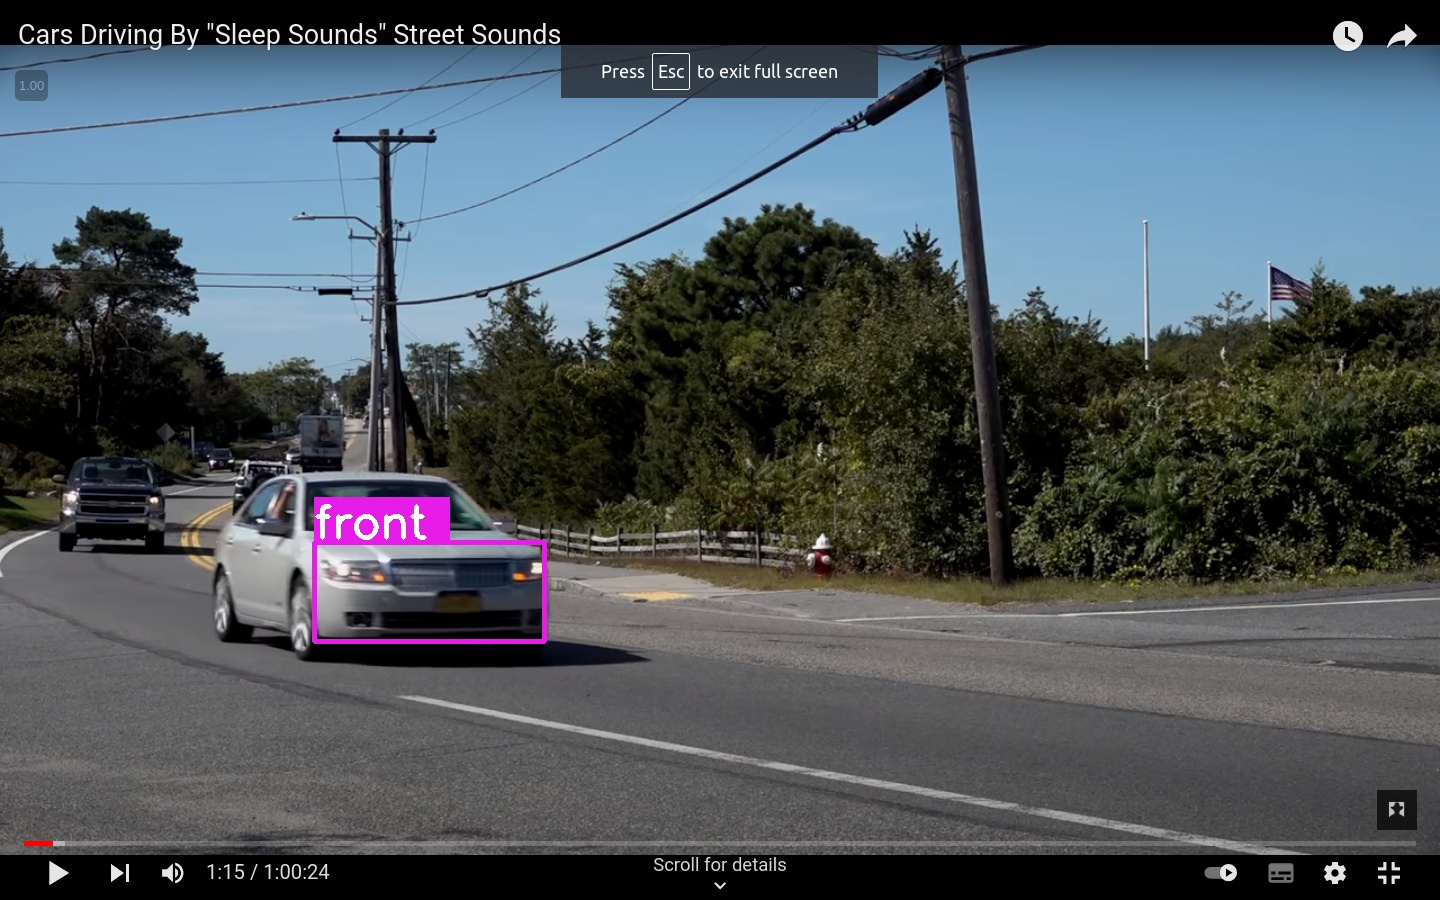 Cars Driving By "Sleep Sounds" Street Sounds
Press Esc to exit full screen
1.00
front
1:15 / 1:00:24
Scroll for details